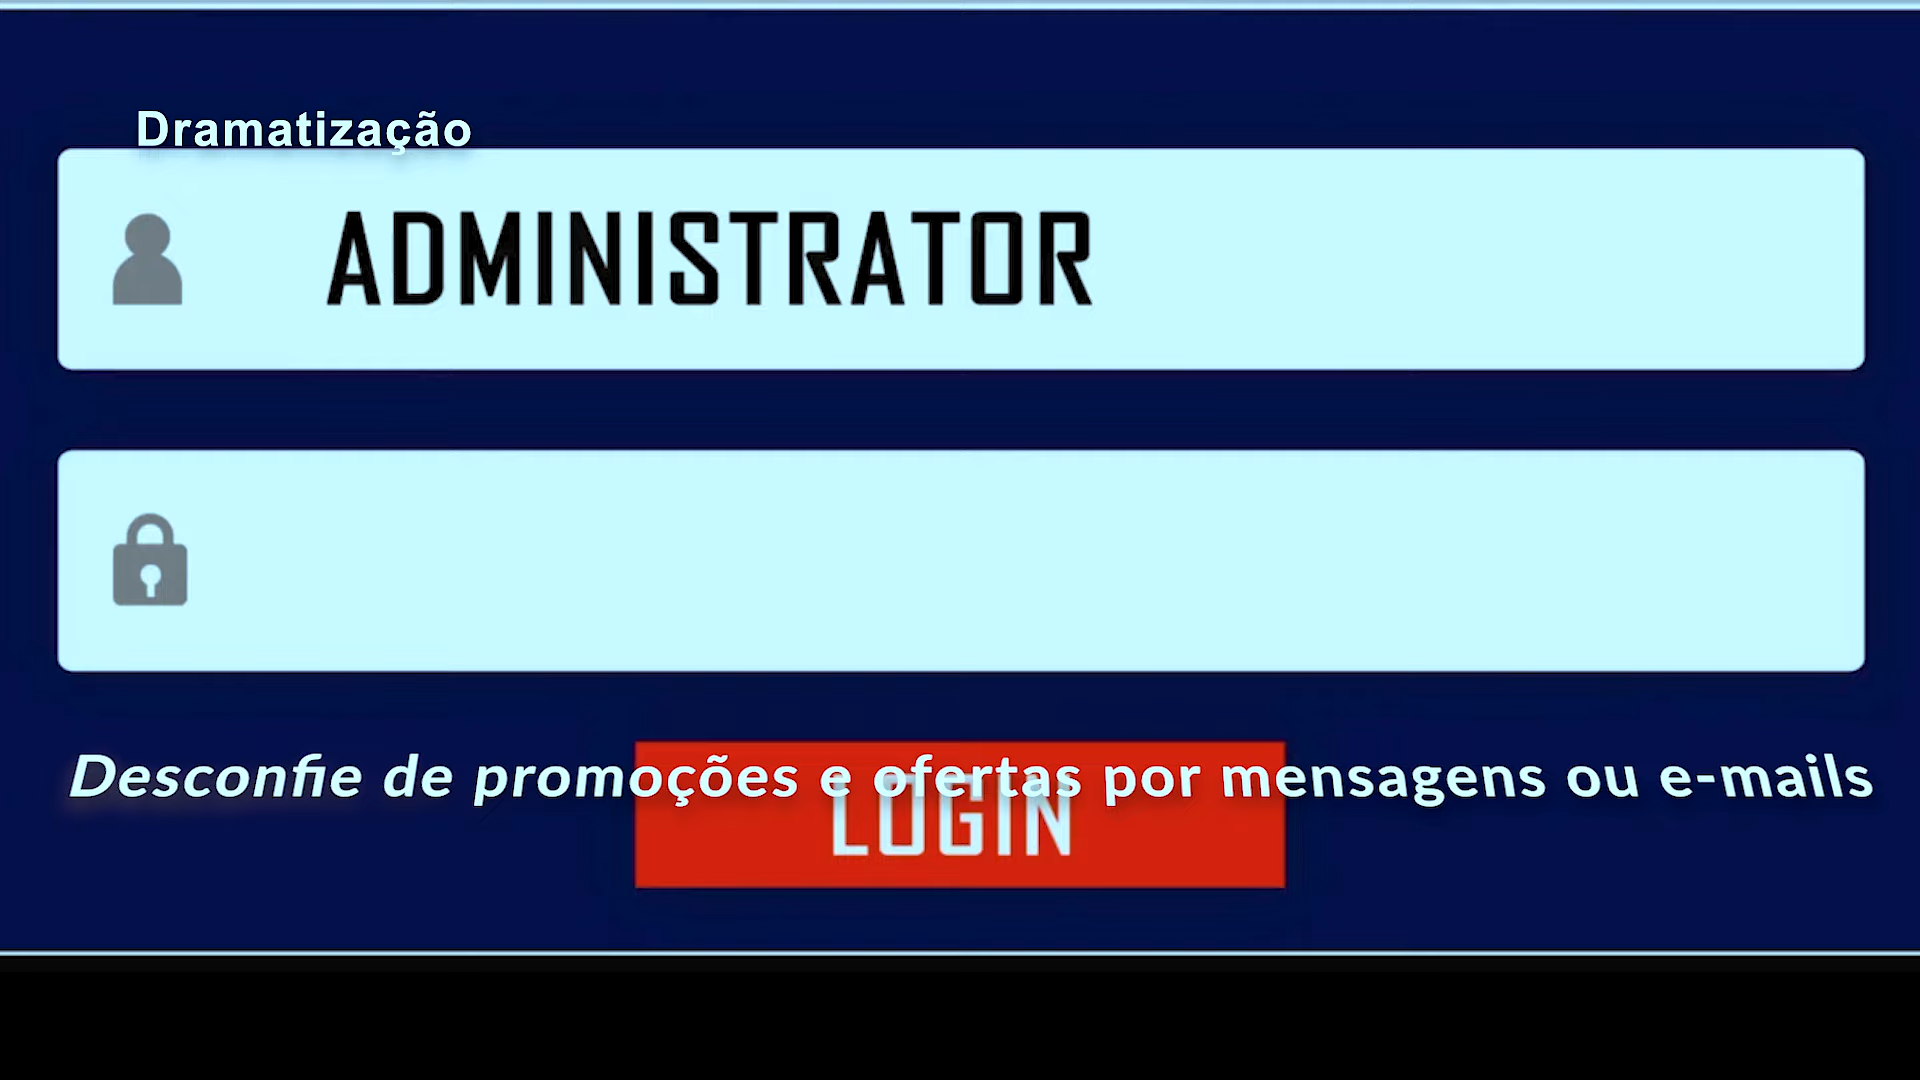 Dramatização
ADMINISTRATOR
Desconfie de promoções e ofertas por mensagens ou e-mails
LOGIN